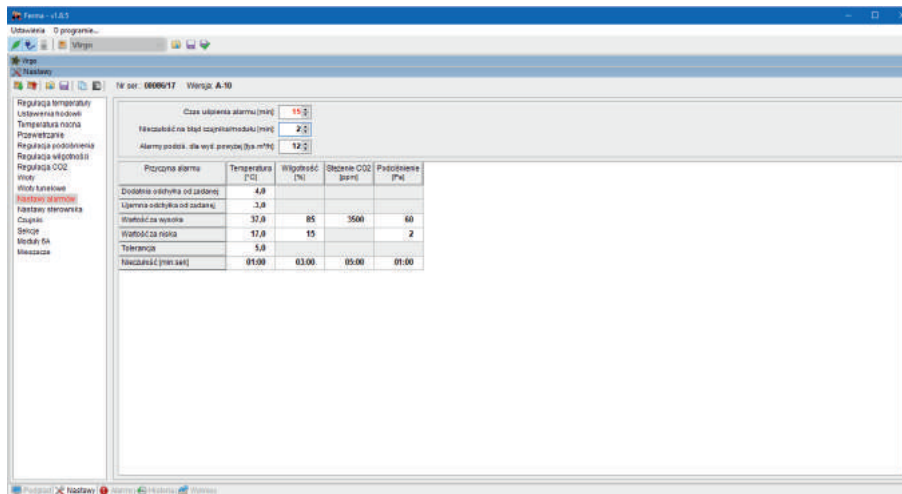 Ferma - v1.8.5
Ustawienia O programie...
Virgo
Virgo
Nastawy
Nr ser.: 00086/17 Wersja: A-10
Regulacja temperatury
Ustawienia hodowli
Temperatura nocna
Przewietrzanie
Regulacja podciśnienia
Regulacja wilgotności
Regulacja CO2
Wloty
Wloty tunelowe
Nastawy alarmów
Nastawy sterownika
Czujniki
Sekcje
Moduły 6A
Mieszacze
Czas uśpienia alarmu [min] 15
Nieczułość na błąd czujnika/modułu [min] 2
Alarmy podciś. dla wyd. powyżej [tys.m³/h] 12
Przyczyna alarmu Temperatura [°C] Wilgotność [%] Stężenie CO2 [ppm] Podciśnienie [Pa]
Dodatnia odchyłka od zadanej 4,0
Ujemna odchyłka od zadanej 3,0
Wartość za wysoka 37,0 85 3500 60
Wartość za niska 17,0 15 2
Tolerancja 5,0
Nieczułość [min:sek] 01:00 03:00 05:00 01:00
Podgląd Nastawy Alarmy Historia Wykresy